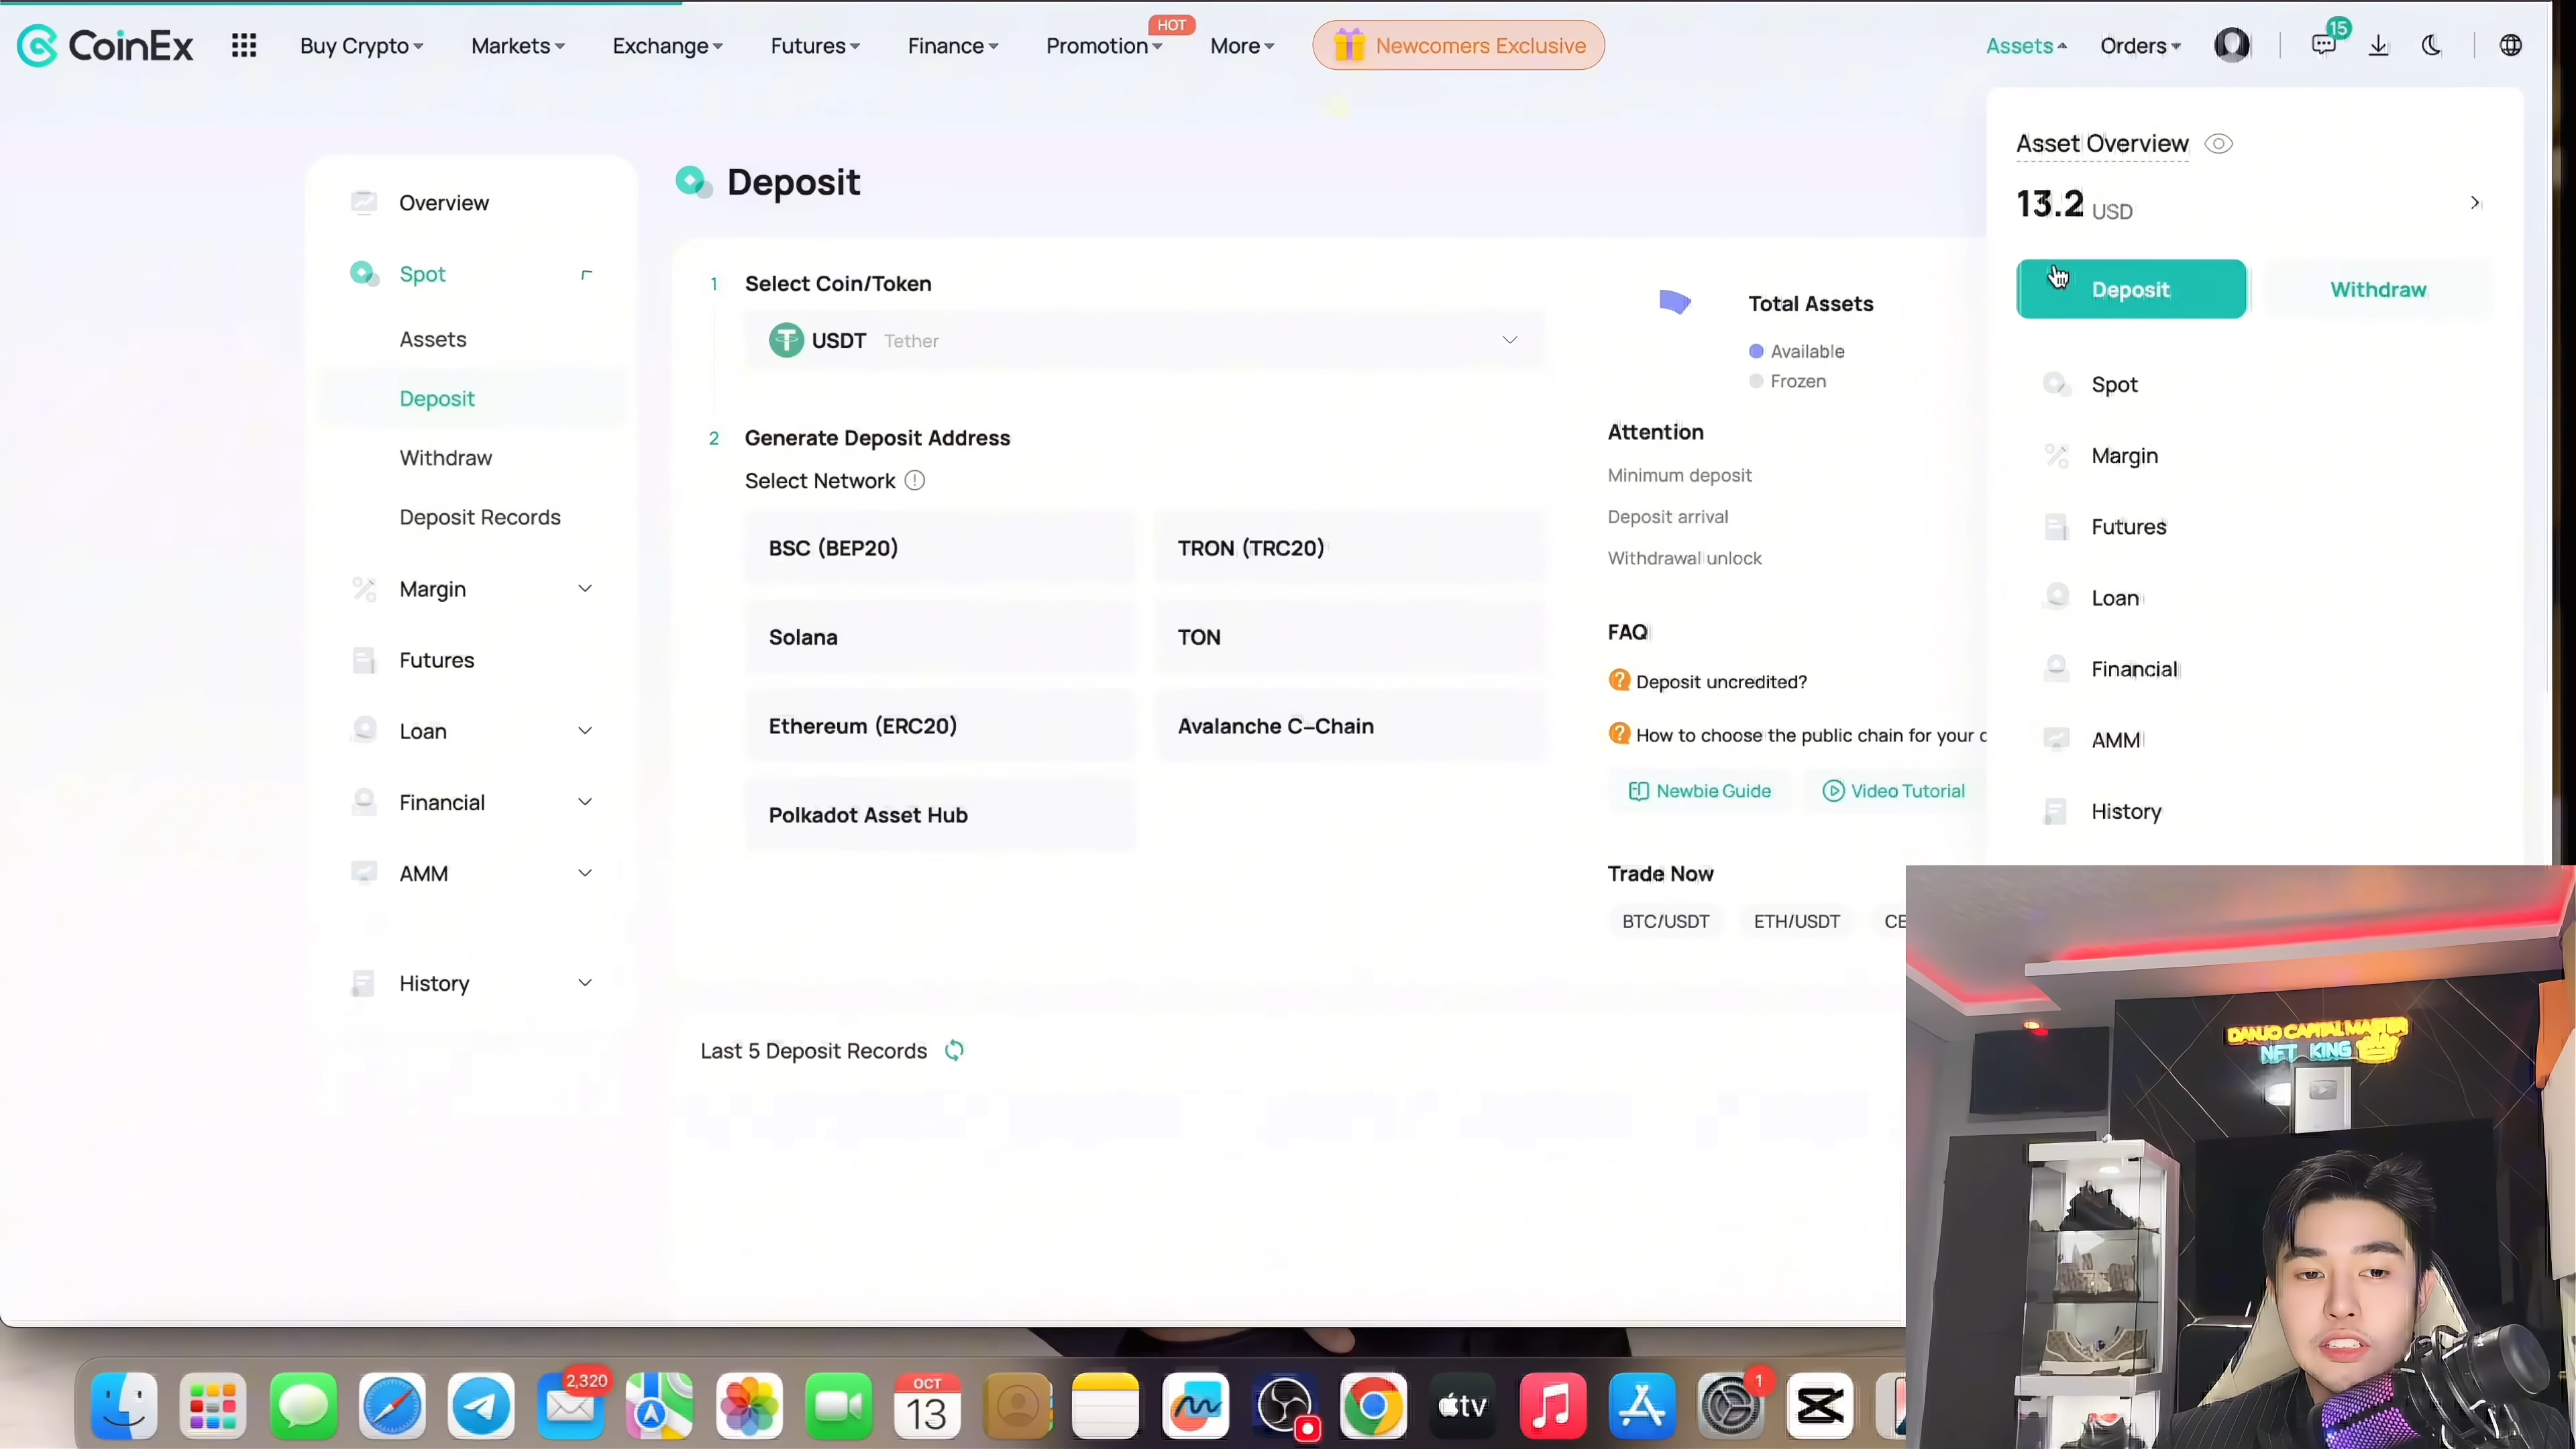 CoinEx
Buy Crypto
Markets
Exchange
Futures
Finance
Promotion
HOT
More
Newcomers Exclusive
Assets
Orders
15
Overview
Spot
Assets
Deposit
Withdraw
Deposit Records
Margin
Futures
Loan
Financial
AMM
History
Deposit
1 Select Coin/Token
USDT Tether
2 Generate Deposit Address
Select Network
BSC (BEP20)
TRON (TRC20)
Solana
TON
Ethereum (ERC20)
Avalanche C-Chain
Polkadot Asset Hub
Last 5 Deposit Records
Total Assets
Available
Frozen
Attention
Minimum deposit
Deposit arrival
Withdrawal unlock
FAQ
Deposit uncredited?
How to choose the public chain for your
Newbie Guide
Video Tutorial
Trade Now
BTC/USDT
ETH/USDT
CE
Asset Overview
13.2 USD
Deposit
Withdraw
Spot
Margin
Futures
Loan
Financial
AMM
History
DANJO CAPITAL MASTER
NFT KING
2,320
OCT
13
tv
1